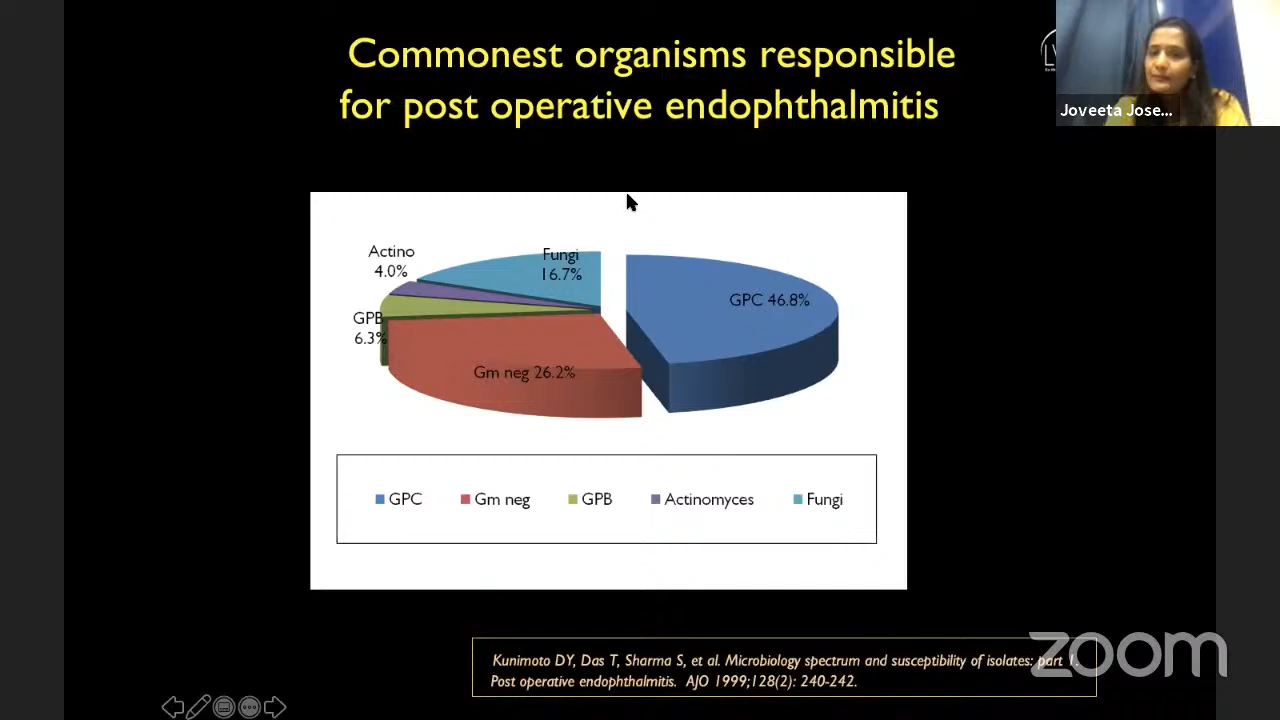 Commonest organisms responsible
for post operative endophthalmitis
Joveeta Jose...
Actino
4.0%
Fungi
16.7%
GPC 46.8%
GPB
6.3%
Gm neg 26.2%
GPC Gm neg GPB Actinomyces Fungi
Kunimoto DY, Das T, Sharma S, et al. Microbiology spectrum and susceptibility of isolates: part 1.
Post operative endophthalmitis. AJO 1999;128(2): 240-242.
zoom